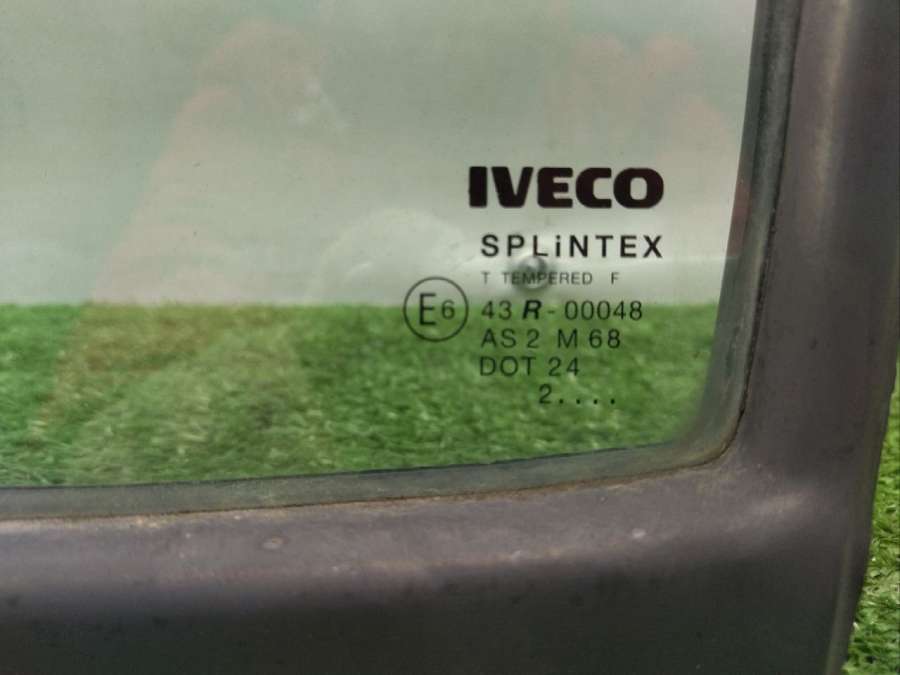 IVECO
SPLiNTEX
T TEMPERED F
E6 43 R - 00048
AS 2 M 68
DOT 24
2....